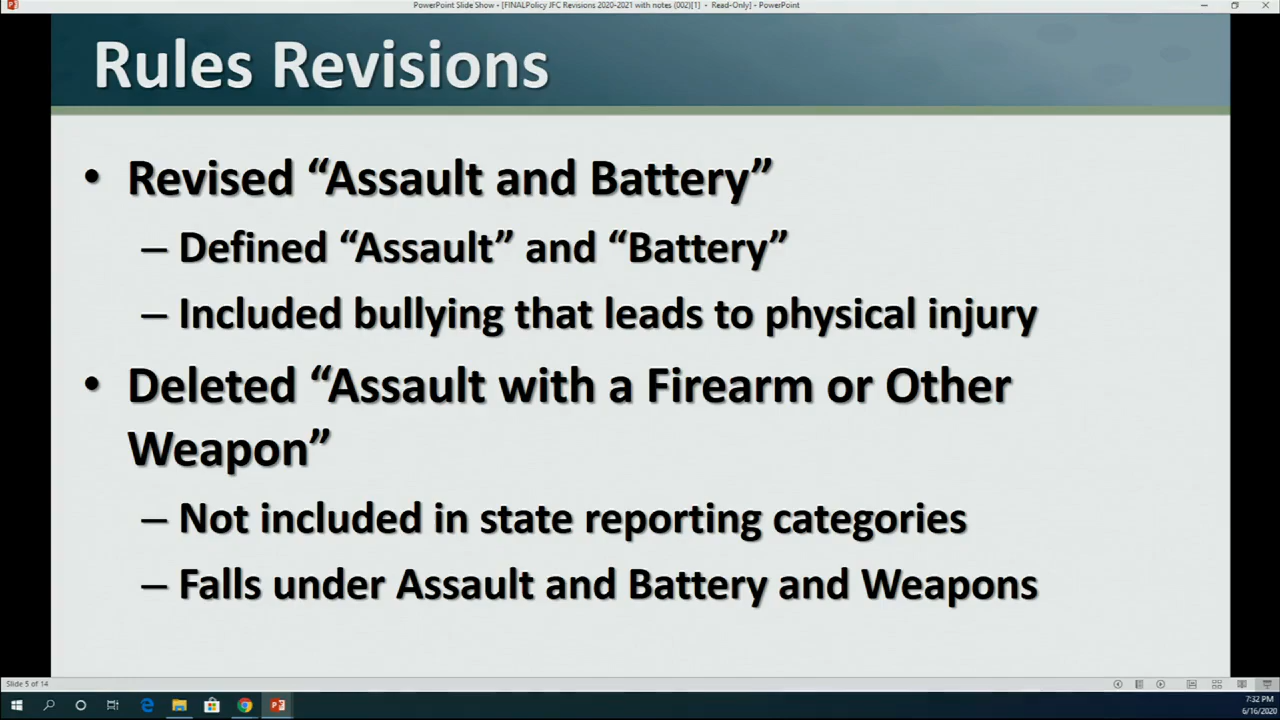 PowerPoint Slide Show - [FINALPolicy JFC Revisions 2020-2021 with notes (002)[1] • Read-Only] - PowerPoint
Rules Revisions
• Revised “Assault and Battery”
– Defined “Assault” and “Battery”
– Included bullying that leads to physical injury
• Deleted “Assault with a Firearm or Other
Weapon”
– Not included in state reporting categories
– Falls under Assault and Battery and Weapons
Slide 5 of 14
7:32 PM
6/16/2020